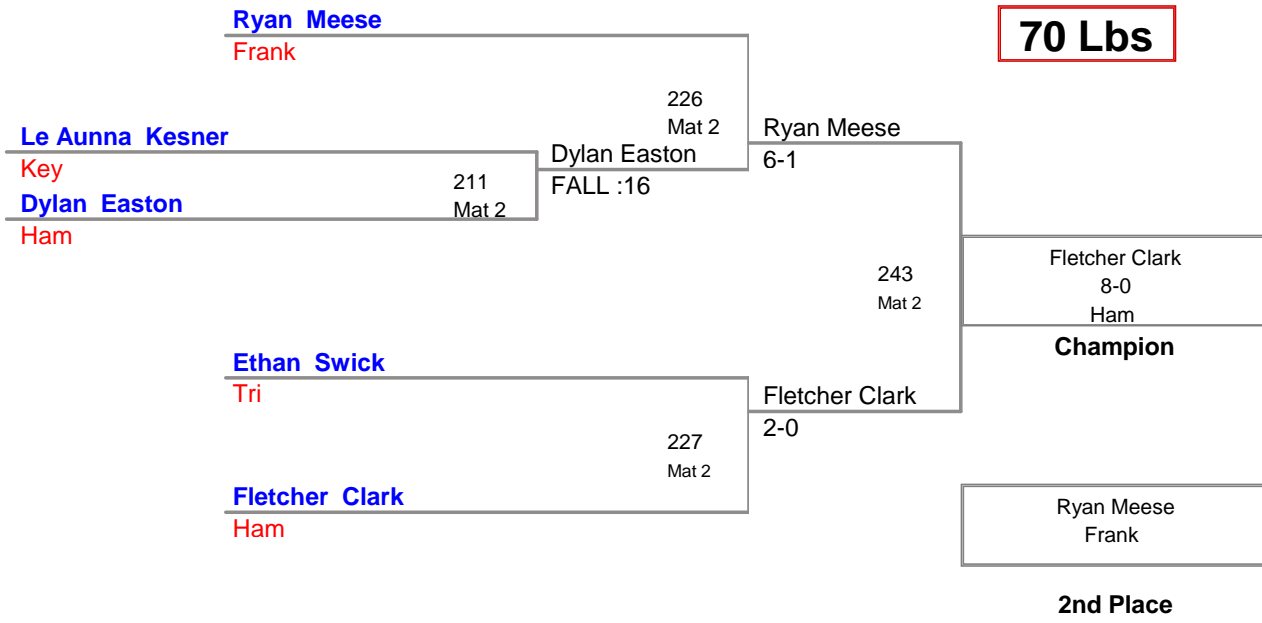 Ryan Meese
Frank
70 Lbs
226
Mat 2
Le Aunna Kesner
Key
Ryan Meese
6-1
Dylan Easton
FALL :16
211
Mat 2
Dylan Easton
Ham
243
Mat 2
Fletcher Clark
8-0
Ham
Champion
Ethan Swick
Tri
Fletcher Clark
2-0
227
Mat 2
Fletcher Clark
Ham
Ryan Meese
Frank
2nd Place